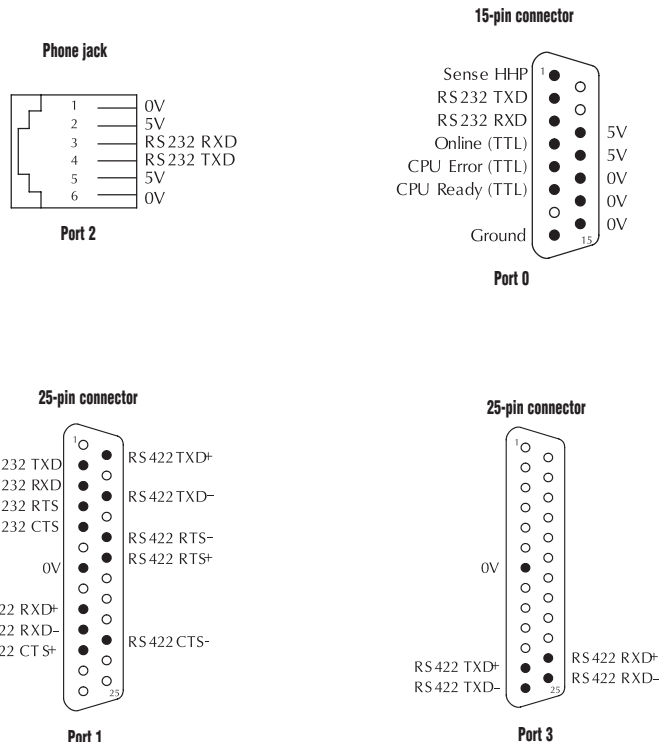 Phone jack
1 0V
2 5V
3 RS232 RXD
4 RS232 TXD
5 5V
6 0V
Port 2
15-pin connector
1
Sense HHP
RS232 TXD
RS232 RXD
Online (TTL)
CPU Error (TTL)
CPU Ready (TTL)
Ground
5V
5V
0V
0V
0V
15
Port 0
25-pin connector
1
232 TXD
232 RXD
232 RTS
232 CTS
0V
22 RXD+
22 RXD–
22 CTS+
RS422 TXD+
RS422 TXD–
RS422 RTS–
RS422 RTS+
RS422 CTS-
25
Port 1
25-pin connector
1
0V
RS422 TXD+
RS422 TXD–
RS422 RXD+
RS422 RXD–
25
Port 3